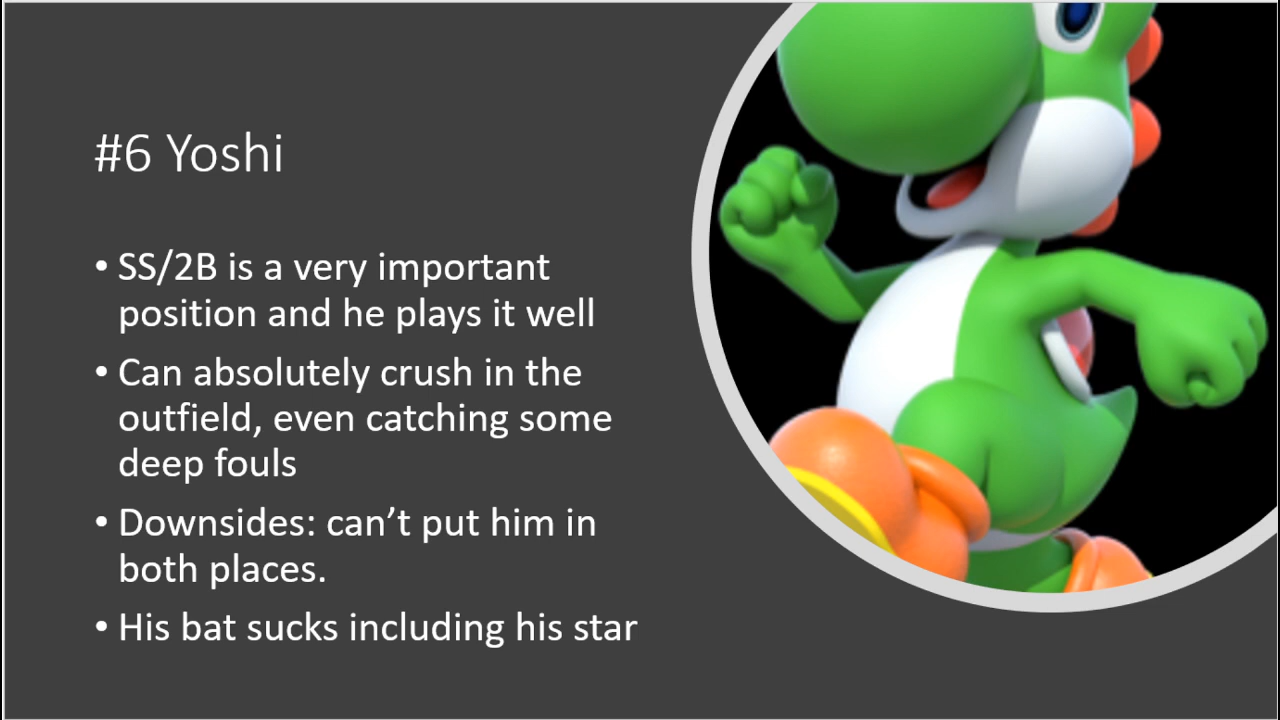 #6 Yoshi
• SS/2B is a very important
position and he plays it well
• Can absolutely crush in the
outfield, even catching some
deep fouls
• Downsides: can’t put him in
both places.
• His bat sucks including his star